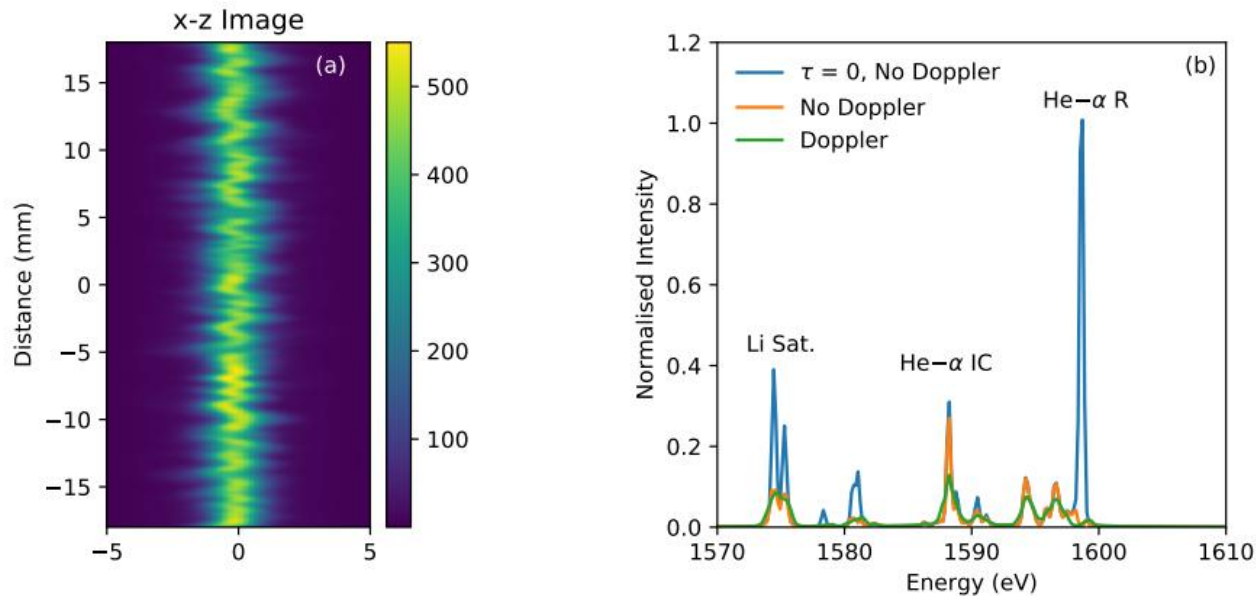 x-z Image
(a)
Distance (mm)
15
10
5
0
−5
−10
−15
−5
0
5
500
400
300
200
100
(b)
τ = 0, No Doppler
No Doppler
Doppler
He−α R
Li Sat.
He−α IC
Normalised Intensity
1.2
1.0
0.8
0.6
0.4
0.2
0.0
1570
1580
1590
1600
1610
Energy (eV)